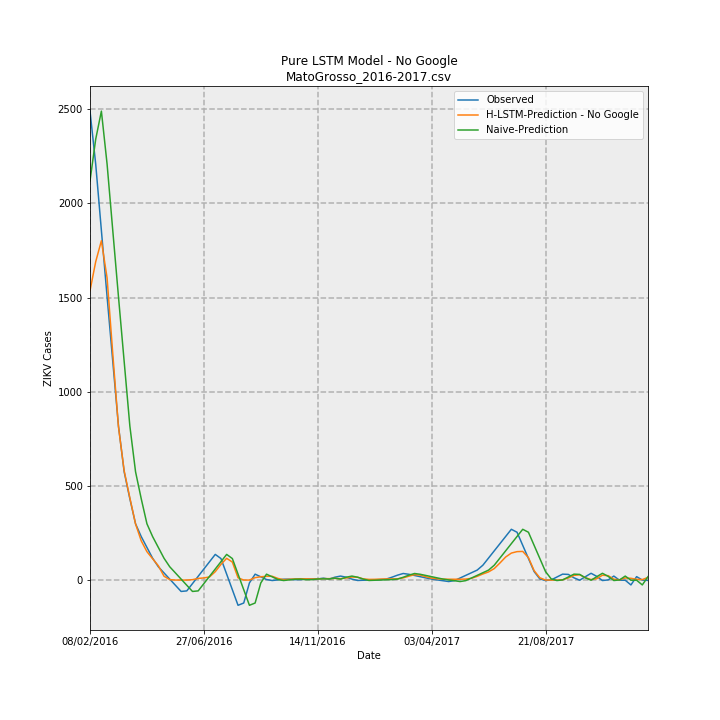 Pure LSTM Model - No Google
MatoGrosso_2016-2017.csv
Observed
H-LSTM-Prediction - No Google
Naive-Prediction
2500
2000
1500
1000
500
0
ZIKV Cases
08/02/2016
27/06/2016
14/11/2016
03/04/2017
21/08/2017
Date